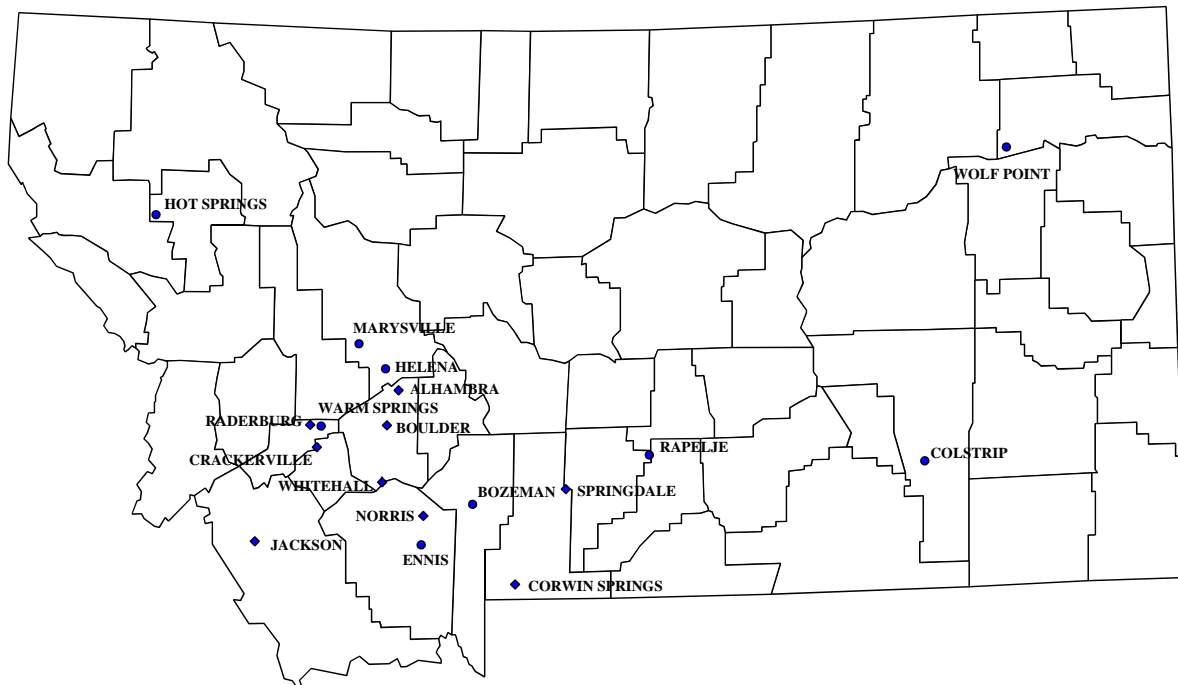 WOLF POINT
HOT SPRINGS
MARYSVILLE
HELENA
ALHAMBRA
WARM SPRINGS
RADERBURG
BOULDER
RAPELJE
COLSTRIP
CRACKERVILLE
WHITEHALL
BOZEMAN
SPRINGDALE
NORRIS
JACKSON
ENNIS
CORWIN SPRINGS